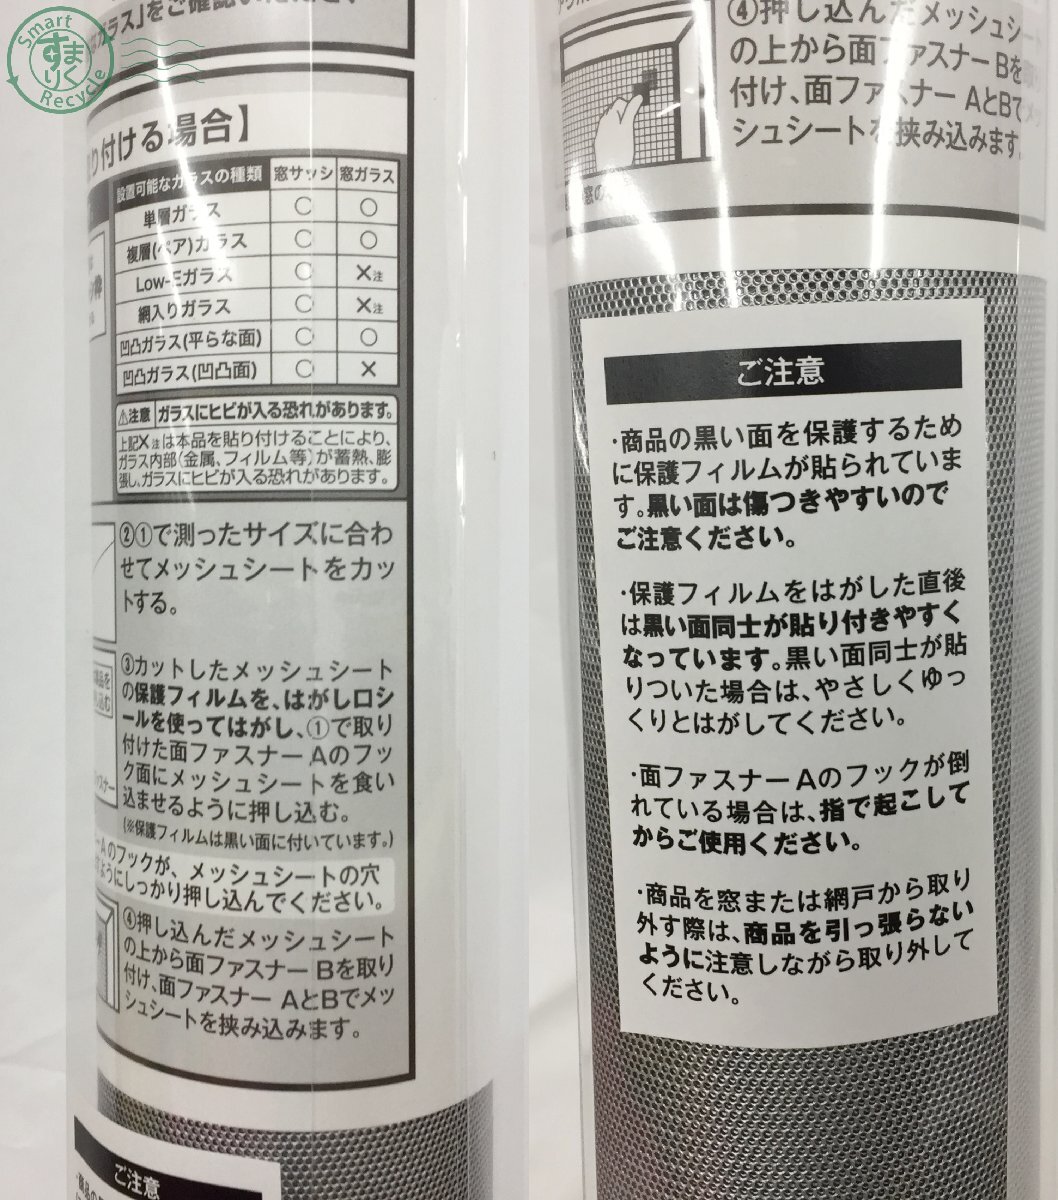 Smart
すまりく
Recycle
ガラス」をご確認いただき
り付ける場合】
設置可能なガラスの種類 窓サッシ 窓ガラス
単層ガラス ○ ○
複層(ペア)ガラス ○ ○
Low-Eガラス ○ ×注
網入りガラス ○ ×注
凹凸ガラス(平らな面) ○ ○
凹凸ガラス(凹凸面) ○ ×
⚠注意 ガラスにヒビが入る恐れがあります。
上記×注は本品を貼り付けることにより、
ガラス内部(金属、フィルム等)が蓄熱、膨
張し、ガラスにヒビが入る恐れがあります。
②①で測ったサイズに合わ
せてメッシュシートをカッ
トする。
③カットしたメッシュシート
の保護フィルムを、はがし口シ
ールを使ってはがし、①で取り
付けた面ファスナーAのフッ
ク面にメッシュシートを食い
込ませるように押し込む。
(※保護フィルムは黒い面に付いています。)
ーAのフックが、メッシュシートの穴
ようにしっかり押し込んでください。
④押し込んだメッシュシート
の上から面ファスナーBを取り
付け、面ファスナー AとBでメッ
シュシートを挟み込みます。
ご注意
④押し込んだメッシュシー
の上から面ファスナーBを
付け、面ファスナー AとBで
シュシートを挟み込みます。
ご注意
・商品の黒い面を保護するため
に保護フィルムが貼られていま
す。黒い面は傷つきやすいので
ご注意ください。
・保護フィルムをはがした直後
は黒い面同士が貼り付きやすく
なっています。黒い面同士が貼
りついた場合は、やさしくゆっ
くりとはがしてください。
・面ファスナーAのフックが倒
れている場合は、指で起こして
からご使用ください。
・商品を窓または網戸から取り
外す際は、商品を引っ張らない
ように注意しながら取り外して
ください。